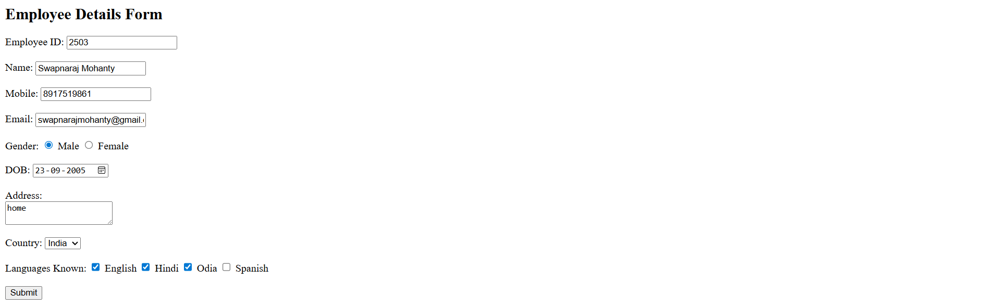 Employee Details Form
Employee ID: 2503
Name: Swapnaraj Mohanty
Mobile: 8917519861
Email: swapnarajmohanty@gmail.
Gender: Male Female
DOB: 23-09-2005
Address:
home
Country: India
Languages Known: English Hindi Odia Spanish
Submit